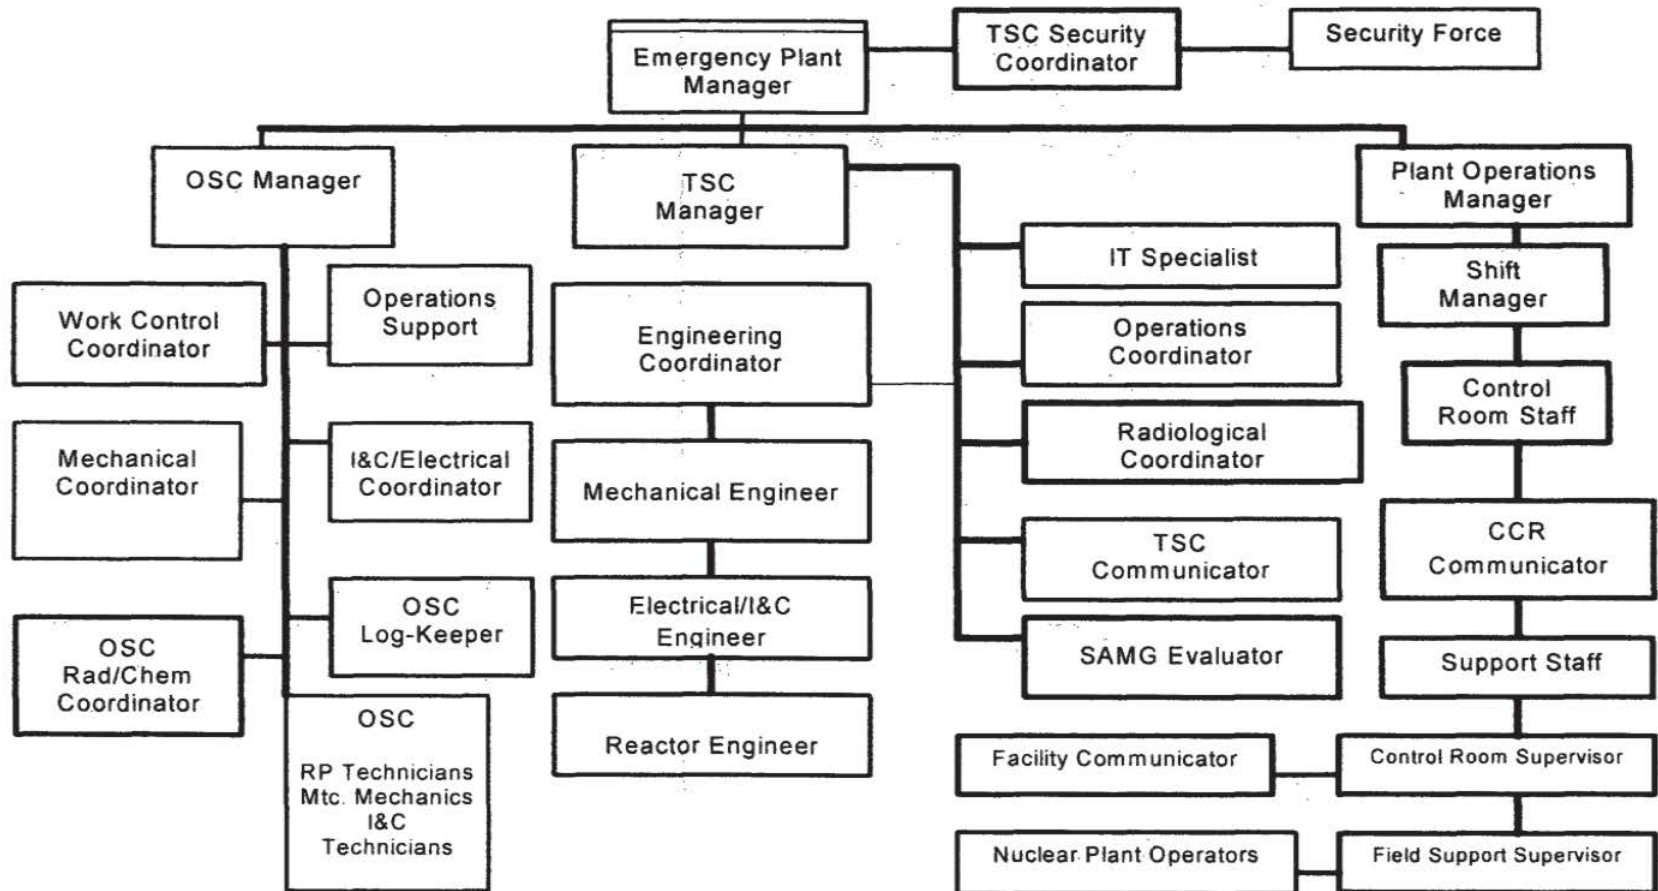 Emergency Plant
Manager
TSC Security
Coordinator
Security Force
OSC Manager
TSC
Manager
Plant Operations
Manager
IT Specialist
Shift
Manager
Work Control
Coordinator
Operations
Support
Engineering
Coordinator
Operations
Coordinator
Control
Room Staff
Mechanical
Coordinator
I&C/Electrical
Coordinator
Mechanical Engineer
Radiological
Coordinator
CCR
Communicator
TSC
Communicator
OSC
Rad/Chem
Coordinator
OSC
Log-Keeper
Electrical/I&C
Engineer
SAMG Evaluator
Support Staff
OSC
RP Technicians
Mtc. Mechanics
I&C
Technicians
Reactor Engineer
Facility Communicator
Control Room Supervisor
Nuclear Plant Operators
Field Support Supervisor